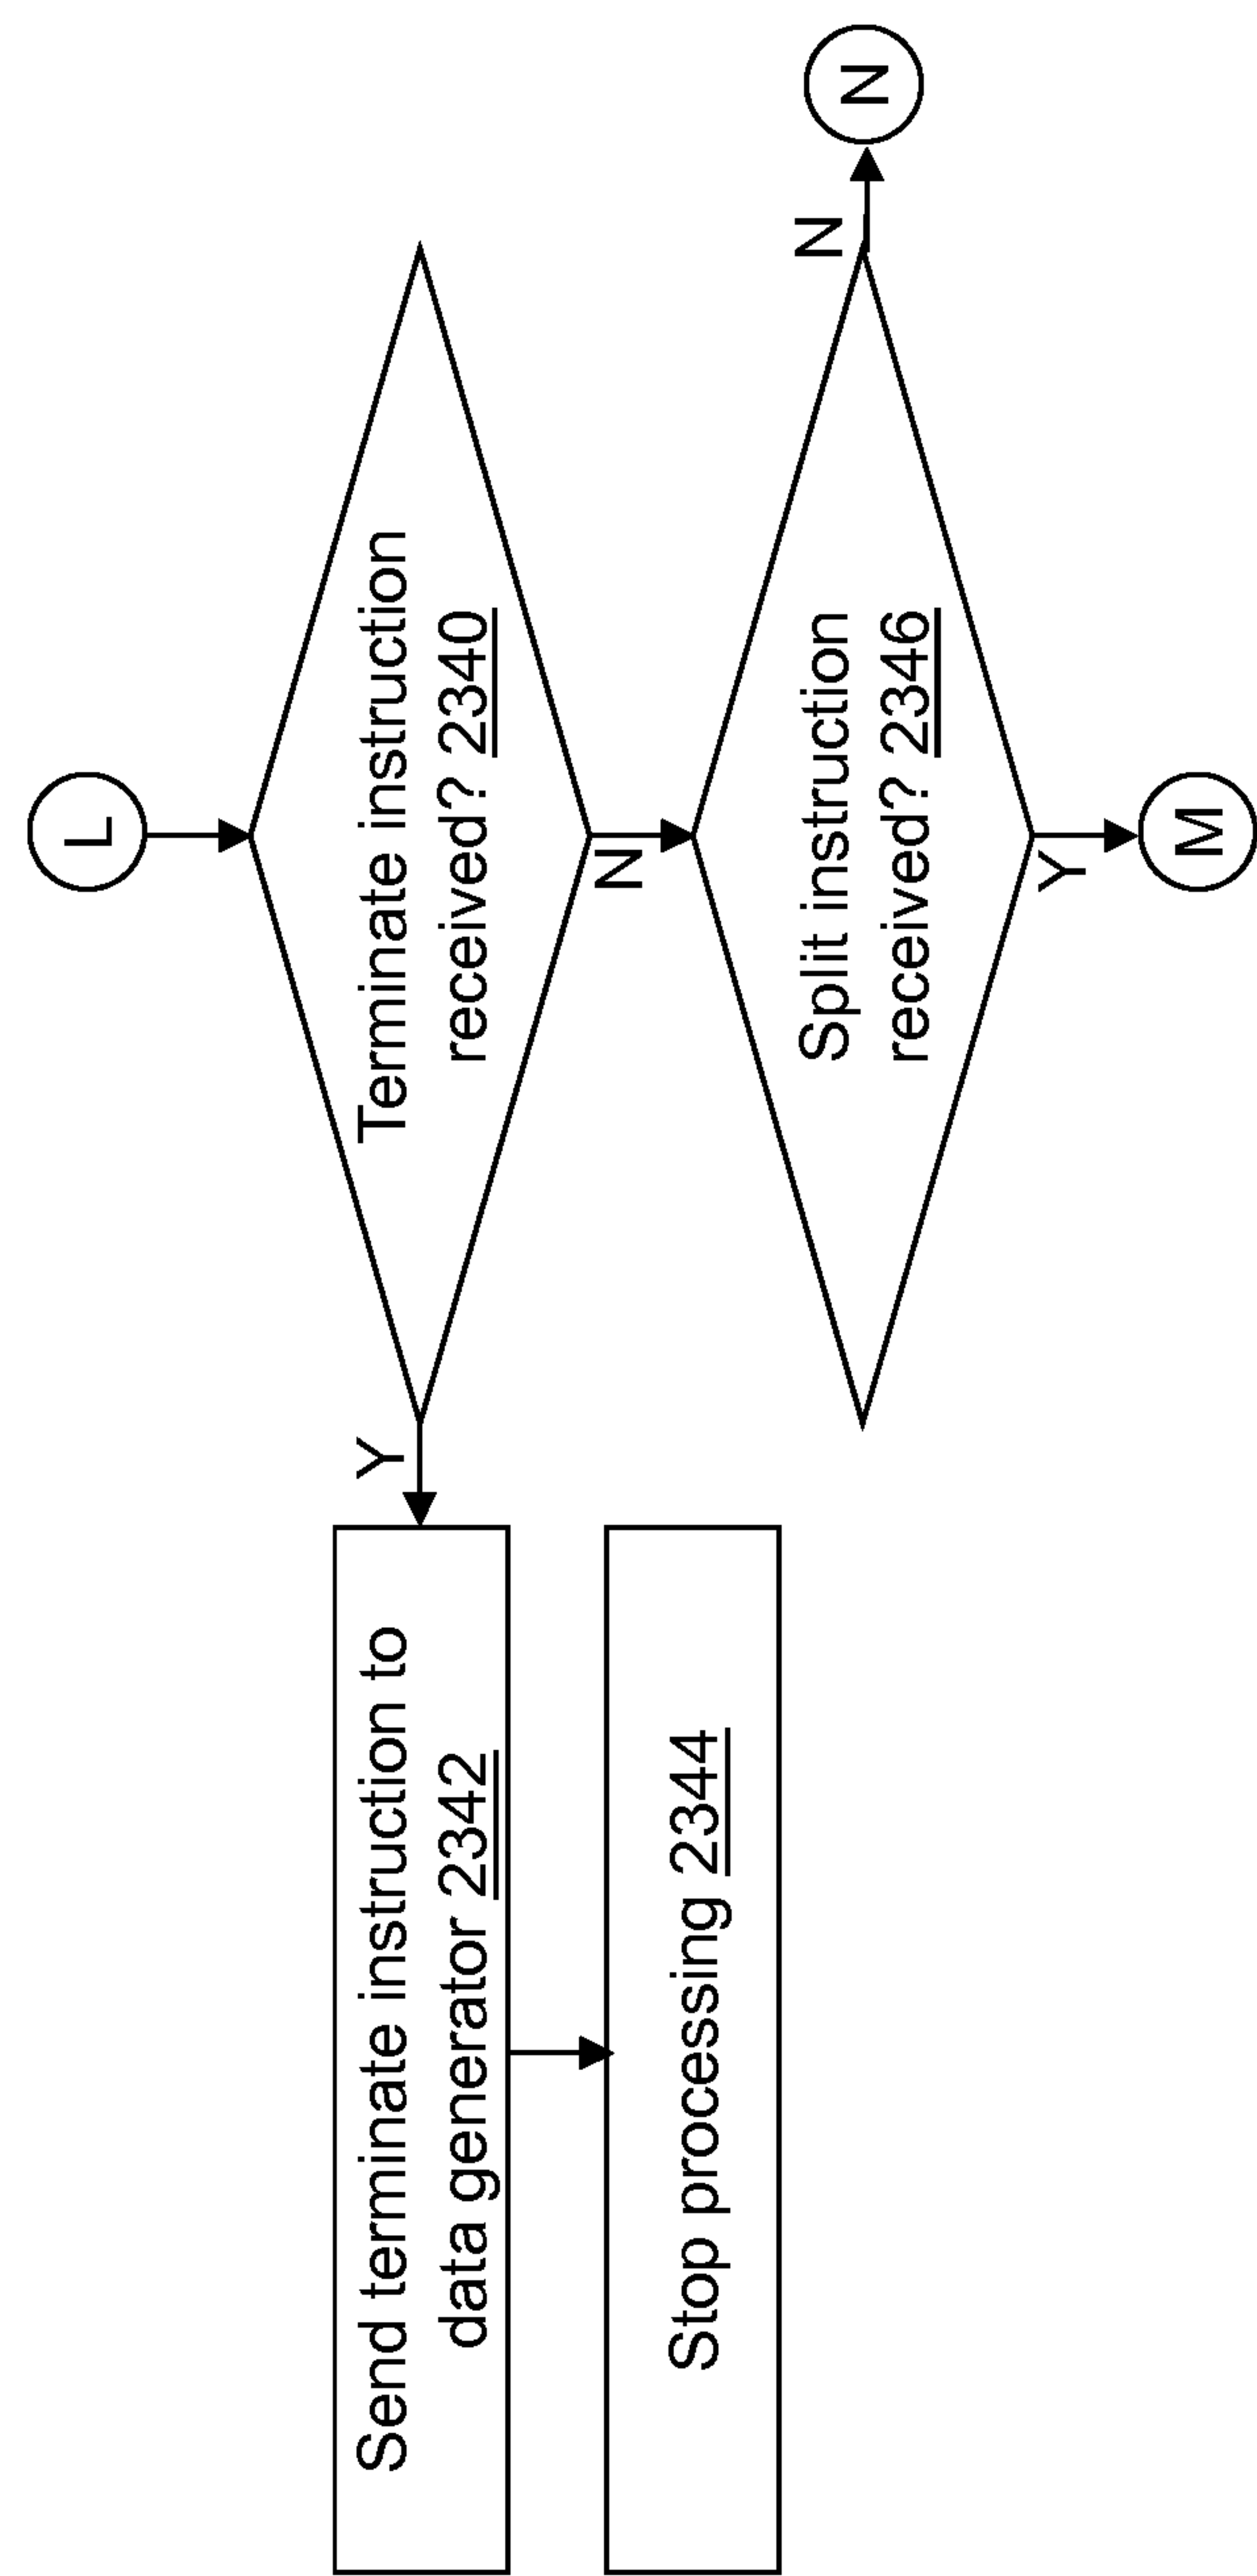 L
Terminate instruction
received? 2340
Y
N
Send terminate instruction to
data generator 2342
Stop processing 2344
Split instruction
received? 2346
N
N
Y
M